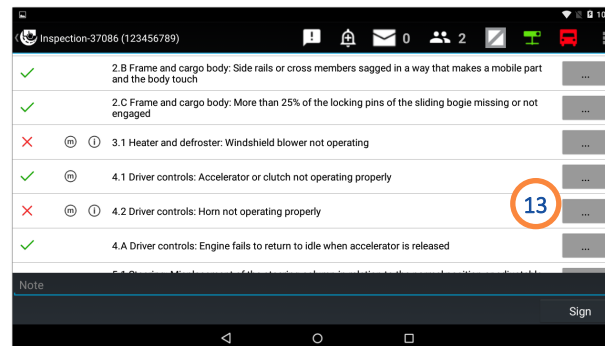 10
Inspection-37086 (123456789)
0
2
2.B Frame and cargo body: Side rails or cross members sagged in a way that makes a mobile part
and the body touch
...
2.C Frame and cargo body: More than 25% of the locking pins of the sliding bogie missing or not
engaged
...
m i 3.1 Heater and defroster: Windshield blower not operating
...
m 4.1 Driver controls: Accelerator or clutch not operating properly
...
m i 4.2 Driver controls: Horn not operating properly
13
...
4.A Driver controls: Engine fails to return to idle when accelerator is released
...
Note
Sign